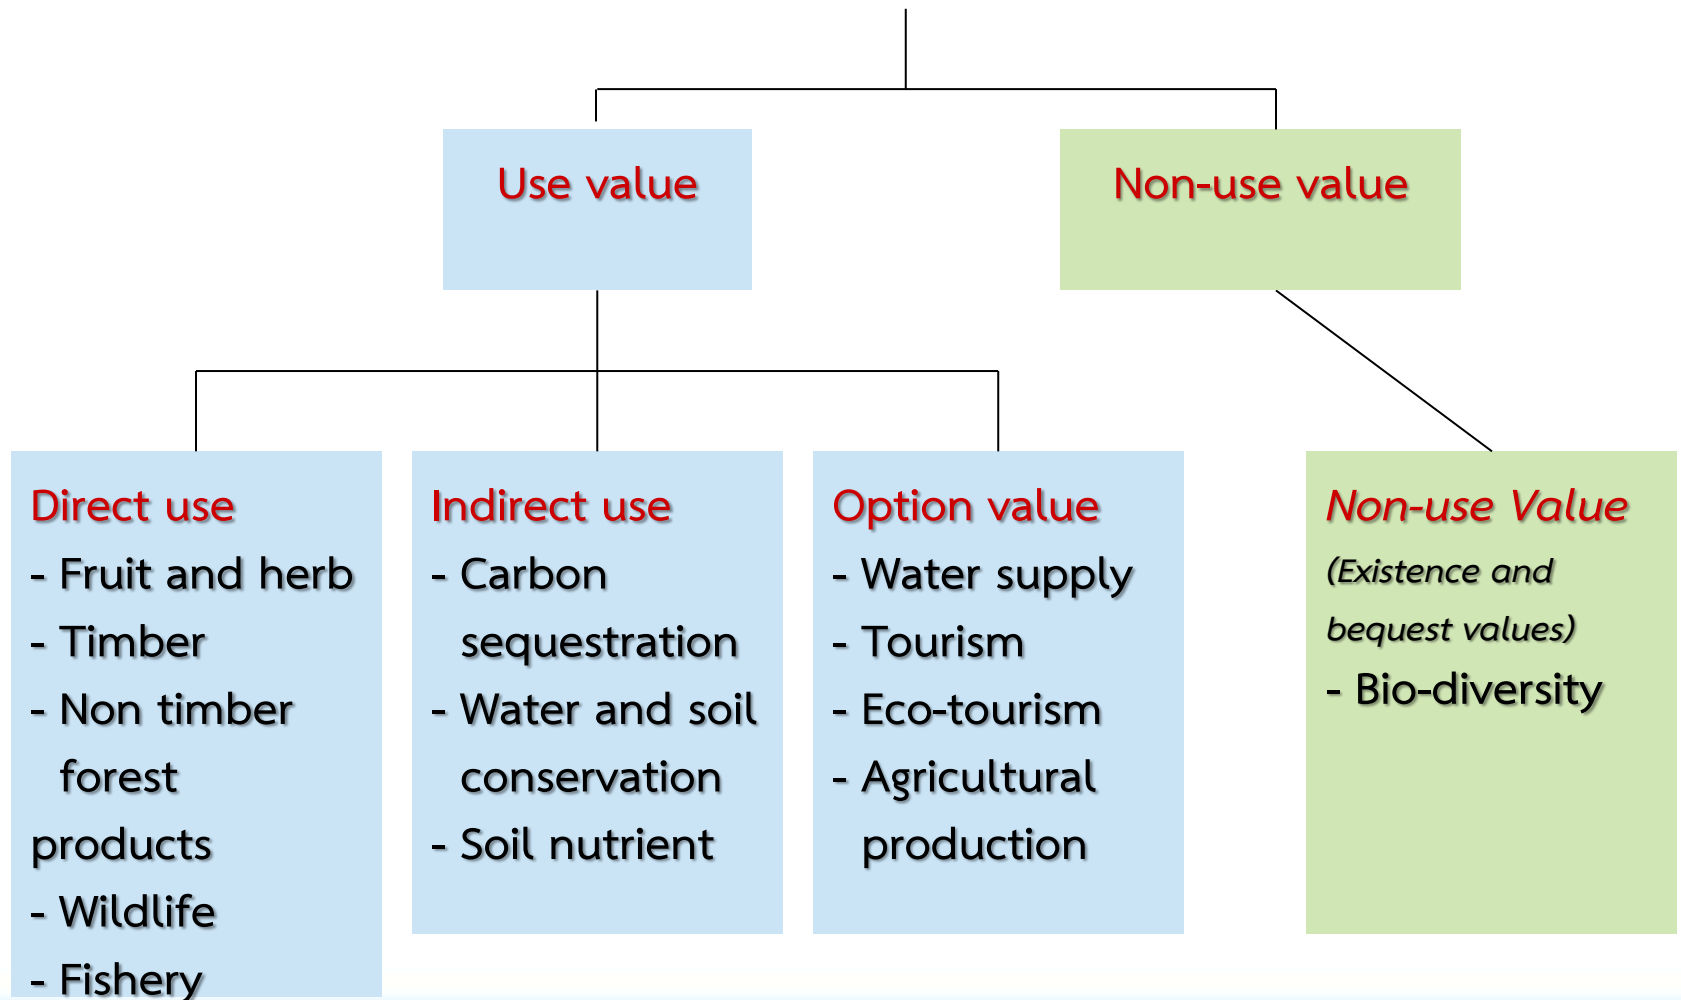 Use value
Non-use value
Direct use
- Fruit and herb
- Timber
- Non timber
forest
products
- Wildlife
- Fishery
Indirect use
- Carbon
sequestration
- Water and soil
conservation
- Soil nutrient
Option value
- Water supply
- Tourism
- Eco-tourism
- Agricultural
production
Non-use Value
(Existence and
bequest values)
- Bio-diversity